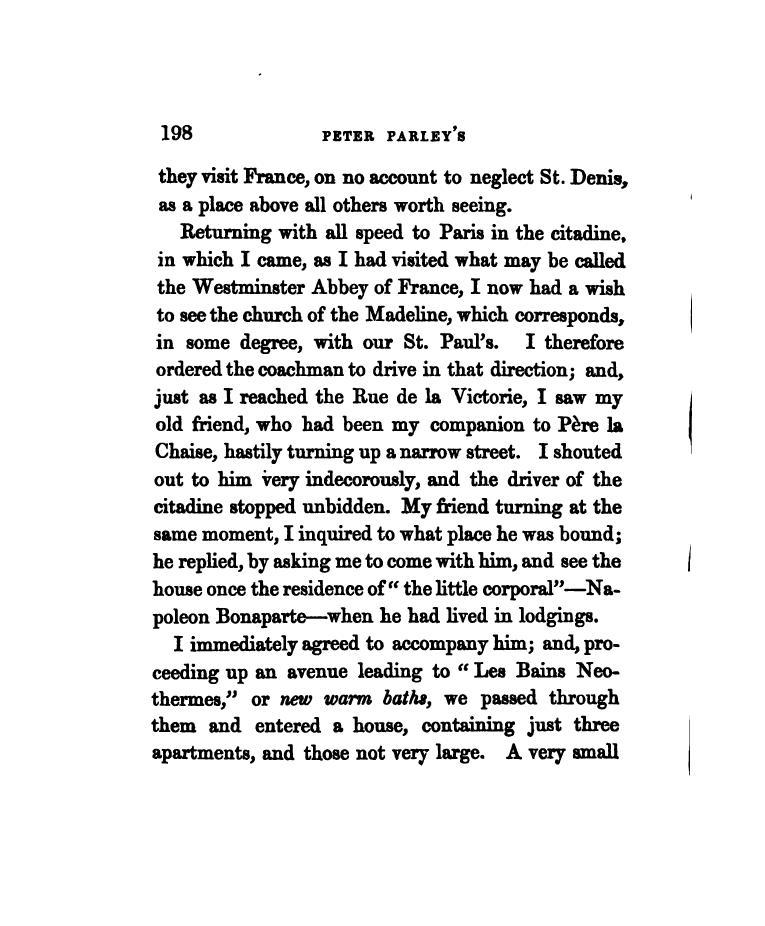 198 PETER PARLEY'S
they visit France, on no account to neglect St. Denis,
as a place above all others worth seeing.
Returning with all speed to Paris in the citadine,
in which I came, as I had visited what may be called
the Westminster Abbey of France, I now had a wish
to see the church of the Madeline, which corresponds,
in some degree, with our St. Paul's. I therefore
ordered the coachman to drive in that direction; and,
just as I reached the Rue de la Victorie, I saw my
old friend, who had been my companion to Père la
Chaise, hastily turning up a narrow street. I shouted
out to him very indecorously, and the driver of the
citadine stopped unbidden. My friend turning at the
same moment, I inquired to what place he was bound;
he replied, by asking me to come with him, and see the
house once the residence of "the little corporal"—Na-
poleon Bonaparte—when he had lived in lodgings.
I immediately agreed to accompany him; and, pro-
ceeding up an avenue leading to "Les Bains Neo-
thermes," or new warm baths, we passed through
them and entered a house, containing just three
apartments, and those not very large. A very small